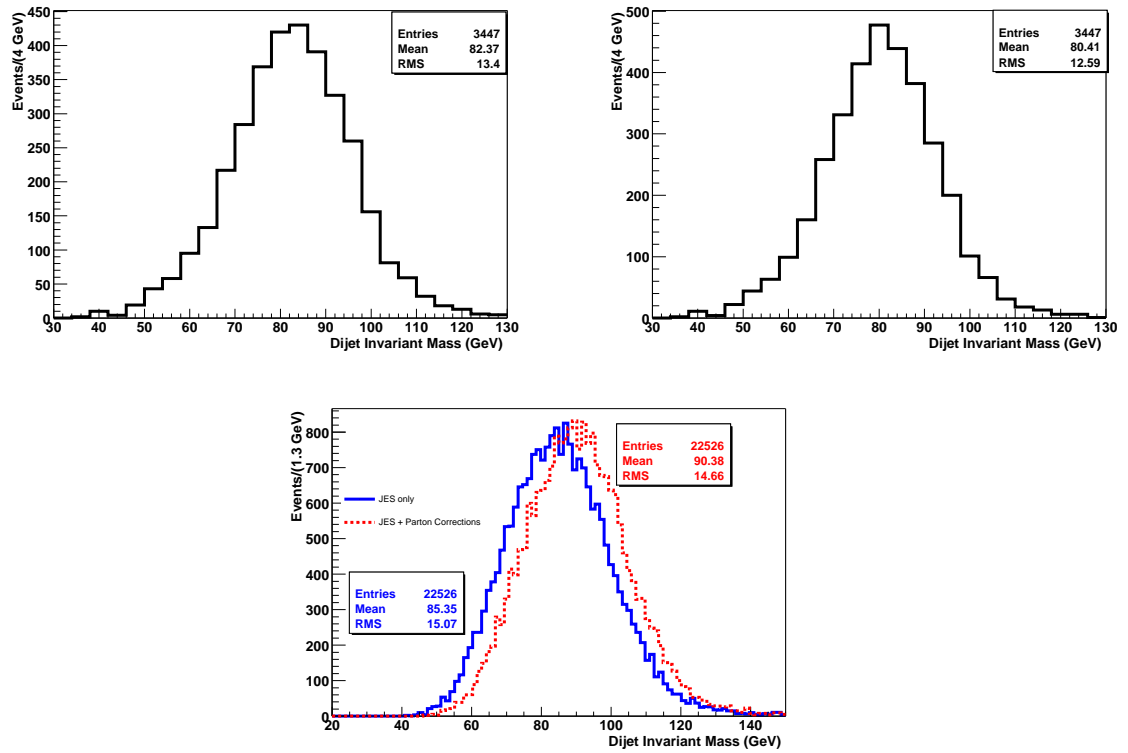 Events/(4 GeV)
450
400
350
300
250
200
150
100
50
0
Entries 3447
Mean 82.37
RMS 13.4
30 40 50 60 70 80 90 100 110 120 130
Dijet Invariant Mass (GeV)
Events/(4 GeV)
500
400
300
200
100
0
Entries 3447
Mean 80.41
RMS 12.59
30 40 50 60 70 80 90 100 110 120 130
Dijet Invariant Mass (GeV)
Events/(1.3 GeV)
800
700
600
500
400
300
200
100
0
Entries 22526
Mean 90.38
RMS 14.66
JES only
JES + Parton Corrections
Entries 22526
Mean 85.35
RMS 15.07
20 40 60 80 100 120 140
Dijet Invariant Mass (GeV)